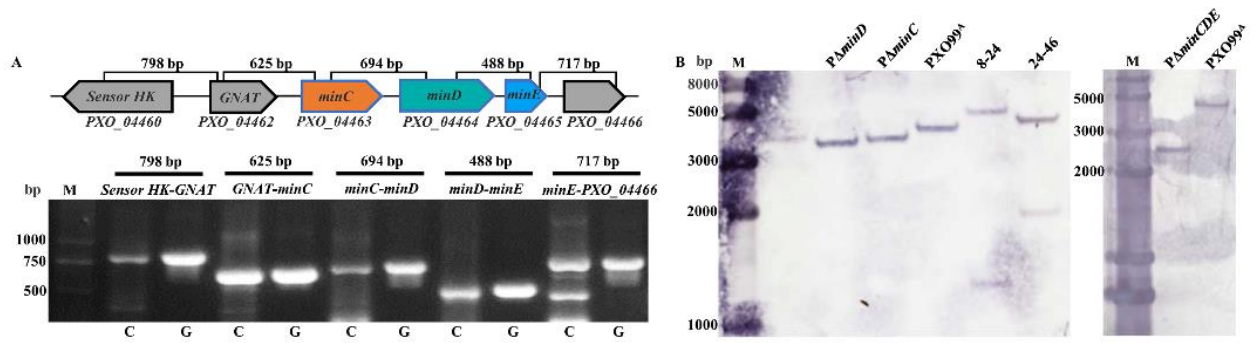 A
798 bp 625 bp 694 bp 488 bp 717 bp
Sensor HK GNAT minC minD minE
PXO_04460 PXO_04462 PXO_04463 PXO_04464 PXO_04465 PXO_04466
798 bp 625 bp 694 bp 488 bp 717 bp
bp M Sensor HK-GNAT GNAT-minC minC-minD minD-minE minE-PXO_04466
1000
750
500
C G C G C G C G C G
B bp M PΔminD PΔminC PXO99ᴬ 8-24 24-46
8000
5000
3000
2000
1000
M PΔminCDE PXO99ᴬ
5000
3000
2000